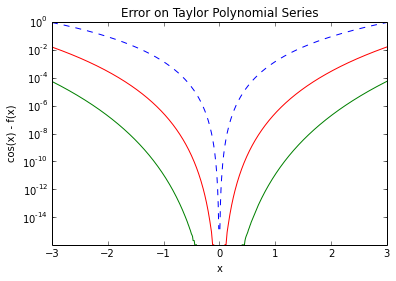 Error on Taylor Polynomial Series
10^0
10^-2
10^-4
10^-6
10^-8
10^-10
10^-12
10^-14
cos(x) - f(x)
−3 −2 −1 0 1 2 3
x